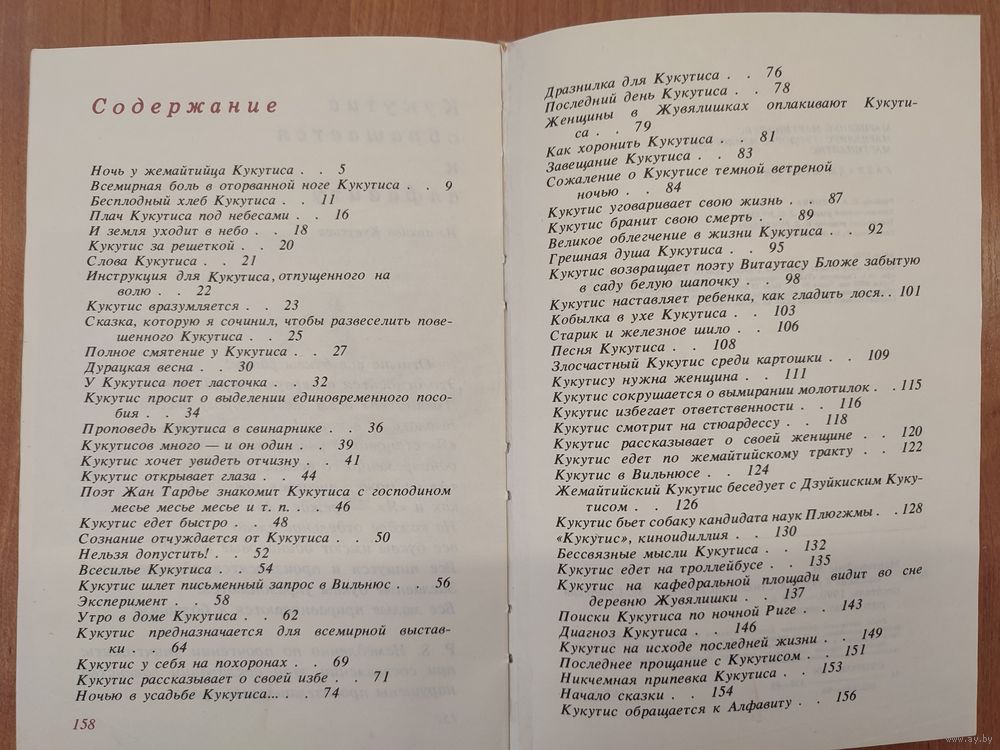 Содержание
Ночь у жемайтийца Кукутиса . . 5
Всемирная боль в оторванной ноге Кукутиса . . 9
Бесплодный хлеб Кукутиса . . 11
Плач Кукутиса под небесами . . 16
И земля уходит в небо . . 18
Кукутис за решеткой . . 20
Слова Кукутиса . . 21
Инструкция для Кукутиса, отпущенного на
волю . . 22
Кукутис вразумляется . . 23
Сказка, которую я сочинил, чтобы развеселить пове-
шенного Кукутиса . . 25
Полное смятение у Кукутиса . . 27
Дурацкая весна . . 30
У Кукутиса поет ласточка . . 32
Кукутис просит о выделении единовременного посо-
бия . . 34
Проповедь Кукутиса в свинарнике . . 36
Кукутисов много — и он один . . 39
Кукутис хочет увидеть отчизну . . 41
Кукутис открывает глаза . . 44
Поэт Жан Тардье знакомит Кукутиса с господином
месье месье месье и т. п. . . 46
Кукутис едет быстро . . 48
Сознание отчуждается от Кукутиса . . 50
Нельзя допустить! . . 52
Всесилье Кукутиса . . 54
Кукутис шлет письменный запрос в Вильнюс . . 56
Эксперимент . . 58
Утро в доме Кукутиса . . 62
Кукутис предназначается для всемирной выстав-
ки . . 64
Кукутис у себя на похоронах . . 69
Кукутис рассказывает о своей избе . . 71
Ночью в усадьбе Кукутиса... . . 74
158
Дразнилка для Кукутиса . . 76
Последний день Кукутиса . . 78
Женщины в Жувялишках оплакивают Кукути-
са . . 79
Как хоронить Кукутиса . . 81
Завещание Кукутиса . . 83
Сожаление о Кукутисе темной ветреной
ночью . . 84
Кукутис уговаривает свою жизнь . . 87
Кукутис бранит свою смерть . . 89
Великое облегчение в жизни Кукутиса . . 92
Грешная душа Кукутиса . . 95
Кукутис возвращает поэту Витаутасу Бложе забытую
в саду белую шапочку . . 98
Кукутис наставляет ребенка, как гладить лося. . 101
Кобылка в ухе Кукутиса . . 103
Старик и железное шило . . 106
Песня Кукутиса . . 108
Злосчастный Кукутис среди картошки . . 109
Кукутису нужна женщина . . 111
Кукутис сокрушается о вымирании молотилок . . 115
Кукутис избегает ответственности . . 116
Кукутис смотрит на стюардессу . . 118
Кукутис рассказывает о своей женщине . . 120
Кукутис едет по жемайтийскому тракту . . 122
Кукутис в Вильнюсе . . 124
Жемайтийский Кукутис беседует с Дзуйкиским Куку-
тисом . . 126
Кукутис бьет собаку кандидата наук Плюгжмы . . 128
«Кукутис», киноидиллия . . 130
Бессвязные мысли Кукутиса . . 132
Кукутис едет на троллейбусе . . 135
Кукутис на кафедральной площади видит во сне
деревню Жувялишки . . 137
Поиски Кукутиса по ночной Риге . . 143
Диагноз Кукутиса . . 146
Кукутис на исходе последней жизни . . 149
Последнее прощание с Кукутисом . . 151
Никчемная припевка Кукутиса . . 153
Начало сказки . . 154
Кукутис обращается к Алфавиту . . 156
www.ay.by